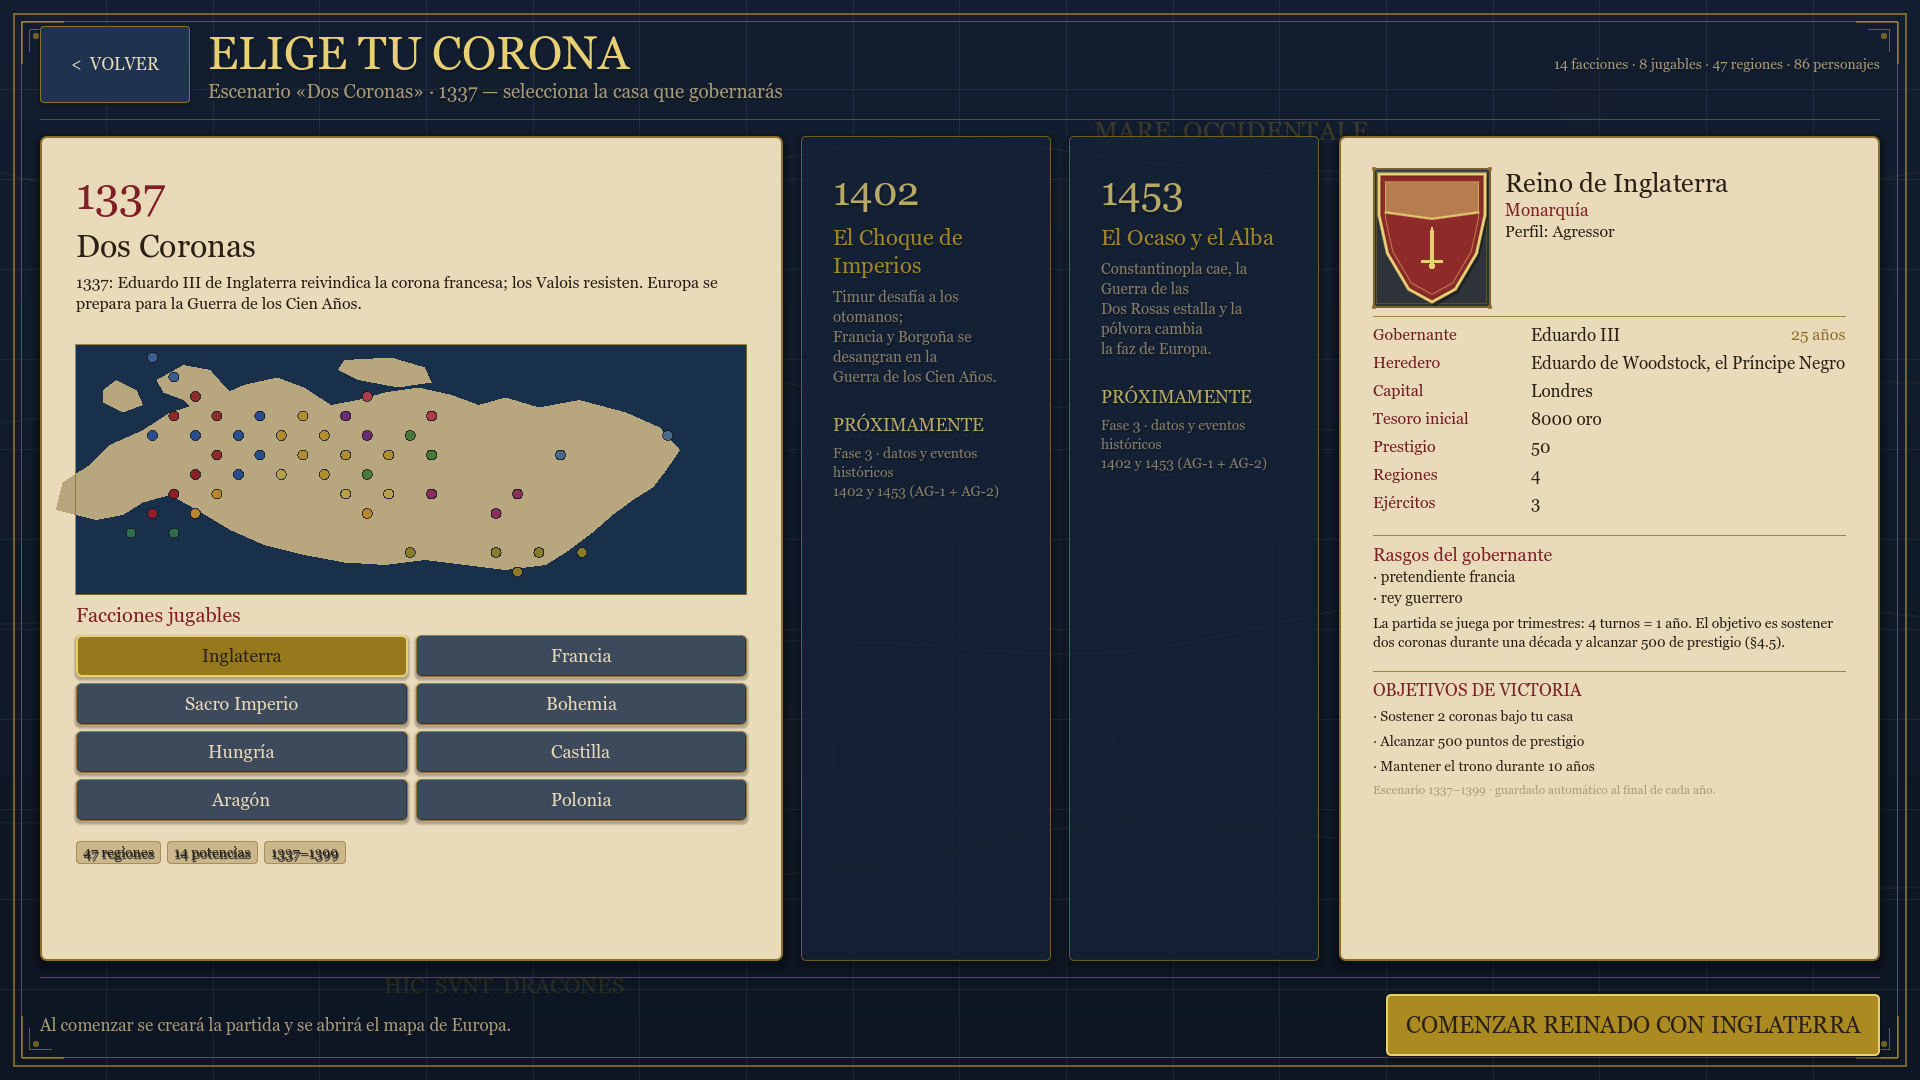 < VOLVER
ELIGE TU CORONA
Escenario «Dos Coronas» · 1337 — selecciona la casa que gobernarás
14 facciones · 8 jugables · 47 regiones · 86 personajes
MARE OCCIDENTALE
1337
Dos Coronas
1337: Eduardo III de Inglaterra reivindica la corona francesa; los Valois resisten. Europa se
prepara para la Guerra de los Cien Años.
Facciones jugables
Inglaterra
Francia
Sacro Imperio
Bohemia
Hungría
Castilla
Aragón
Polonia
47 regiones
14 potencias
1337–1399
1402
El Choque de
Imperios
Timur desafía a los
otomanos;
Francia y Borgoña se
desangran en la
Guerra de los Cien Años.
PRÓXIMAMENTE
Fase 3 · datos y eventos
históricos
1402 y 1453 (AG-1 + AG-2)
1453
El Ocaso y el Alba
Constantinopla cae, la
Guerra de las
Dos Rosas estalla y la
pólvora cambia
la faz de Europa.
PRÓXIMAMENTE
Fase 3 · datos y eventos
históricos
1402 y 1453 (AG-1 + AG-2)
Reino de Inglaterra
Monarquía
Perfil: Agressor
Gobernante Eduardo III 25 años
Heredero Eduardo de Woodstock, el Príncipe Negro
Capital Londres
Tesoro inicial 8000 oro
Prestigio 50
Regiones 4
Ejércitos 3
Rasgos del gobernante
· pretendiente francia
· rey guerrero
La partida se juega por trimestres: 4 turnos = 1 año. El objetivo es sostener
dos coronas durante una década y alcanzar 500 de prestigio (§4.5).
OBJETIVOS DE VICTORIA
· Sostener 2 coronas bajo tu casa
· Alcanzar 500 puntos de prestigio
· Mantener el trono durante 10 años
Escenario 1337–1399 · guardado automático al final de cada año.
HIC SVNT DRACONES
Al comenzar se creará la partida y se abrirá el mapa de Europa.
COMENZAR REINADO CON INGLATERRA